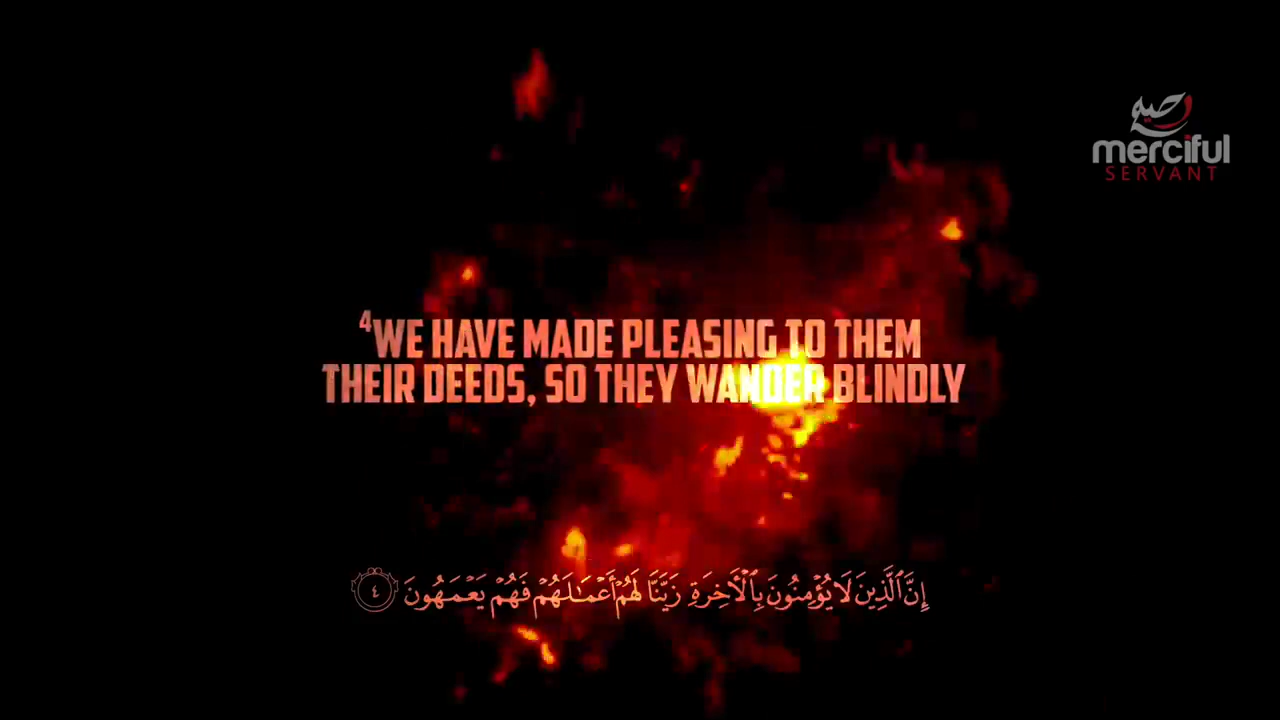 رحيم
merciful
SERVANT
⁴WE HAVE MADE PLEASING TO THEM
THEIR DEEDS, SO THEY WANDER BLINDLY
إِنَّ ٱلَّذِينَ لَا يُؤْمِنُونَ بِٱلْأَخِرَةِ زَيَّنَّا لَهُمْ أَعْمَـٰلَهُمْ فَهُمْ يَعْمَهُونَ ٤